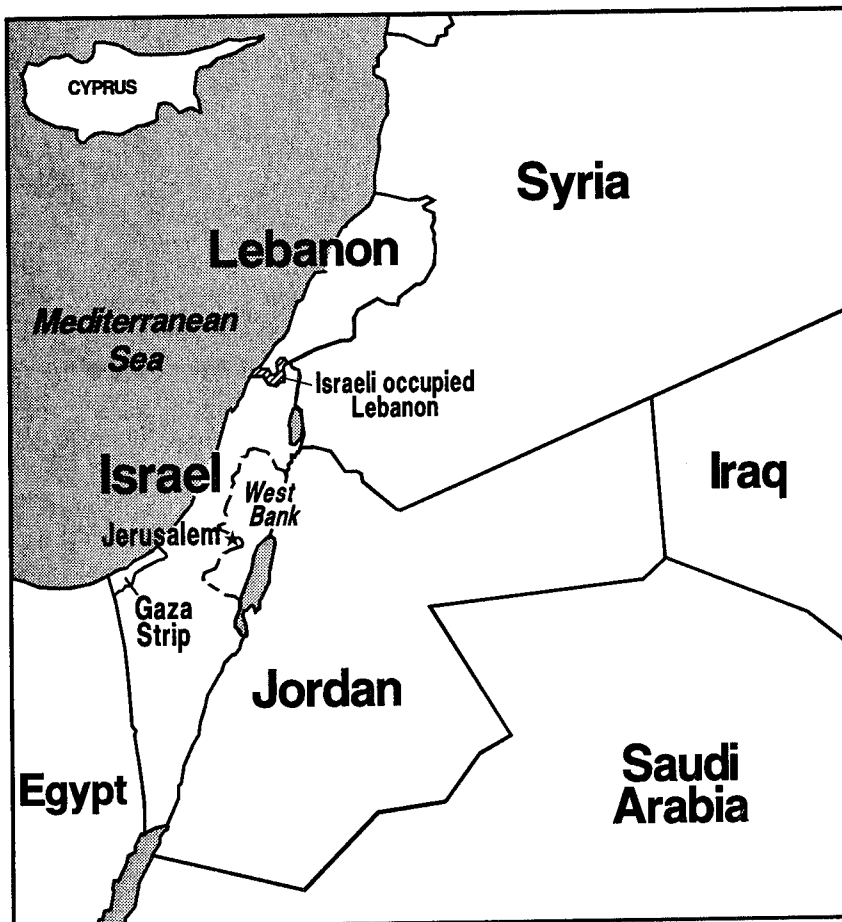 CYPRUS
Syria
Lebanon
Mediterranean
Sea
Israeli occupied
Lebanon
Israel
West
Bank
Iraq
Jerusalem
Gaza
Strip
Jordan
Egypt
Saudi
Arabia